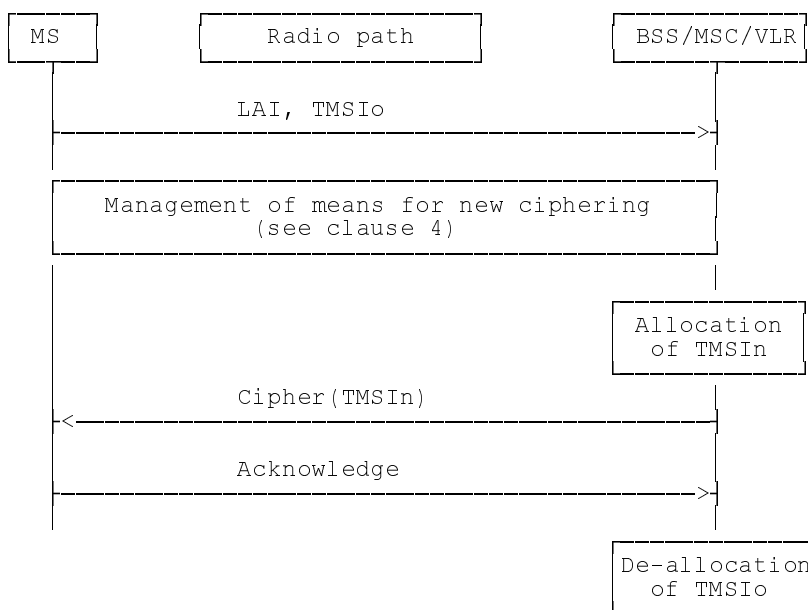 MS
Radio path
BSS/MSC/VLR
LAI, TMSIo
Management of means for new ciphering
(see clause 4)
Allocation
of TMSIn
Cipher(TMSIn)
Acknowledge
De-allocation
of TMSIo